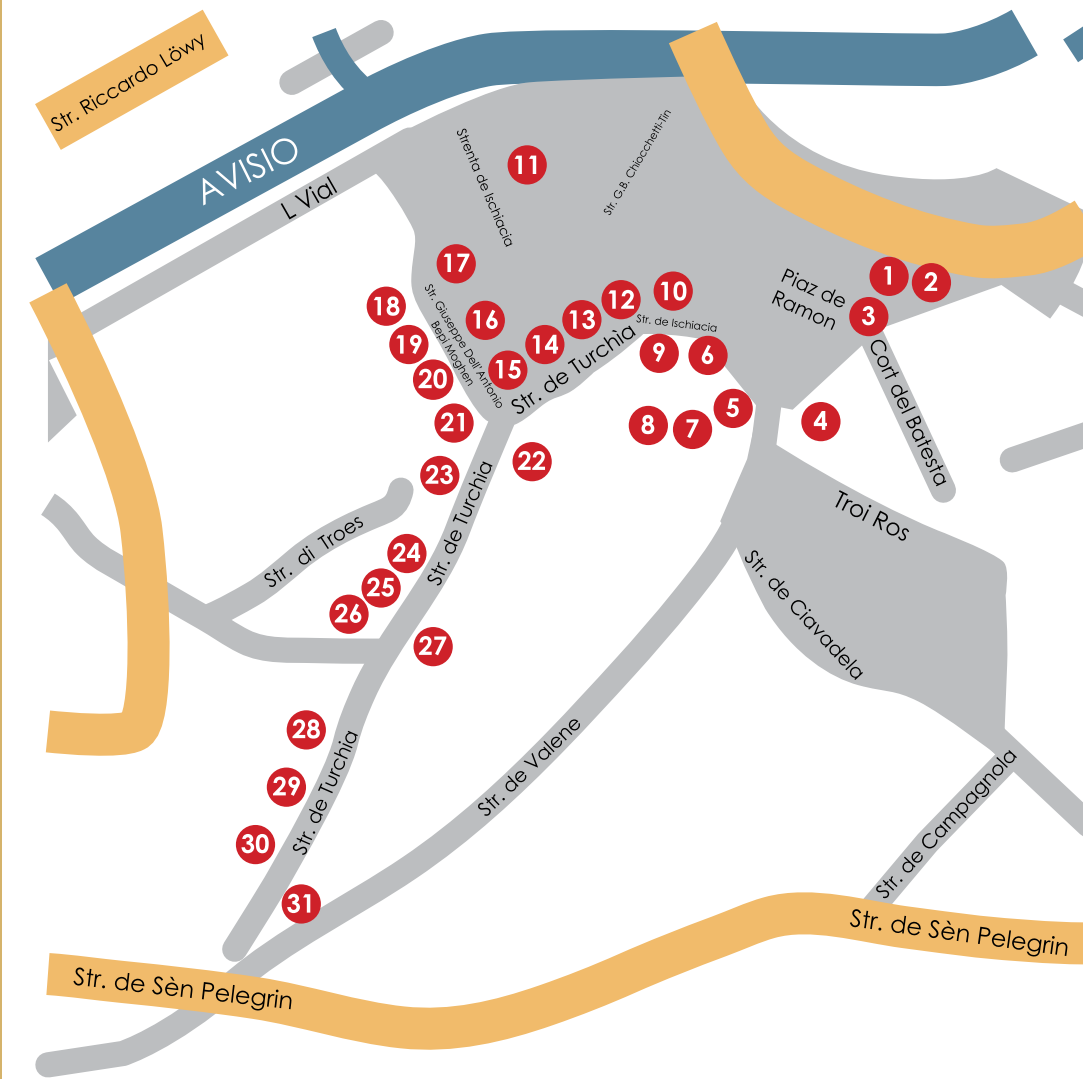 Str. Riccardo Löwy
AVISIO
L Vial
Strenta de Ischiacia
11
Str. G.B. Chiocchetti-Tin
17
18
16
12
10
Piaz de
Ramon
1
2
3
Str. Giuseppe Dell'Antonio
Bepi Moghen
19
20
15
14
13
Str. de Turchìa
Str. de Ischiacia
9
6
Cort del Batesta
21
22
8
7
5
4
23
Str. de Turchia
Troi Ros
Str. di Troes
24
25
26
27
Str. de Ciavadela
28
29
30
31
Str. de Turchia
Str. de Valene
Str. de Campagnola
Str. de Sèn Pelegrin
Str. de Sèn Pelegrin